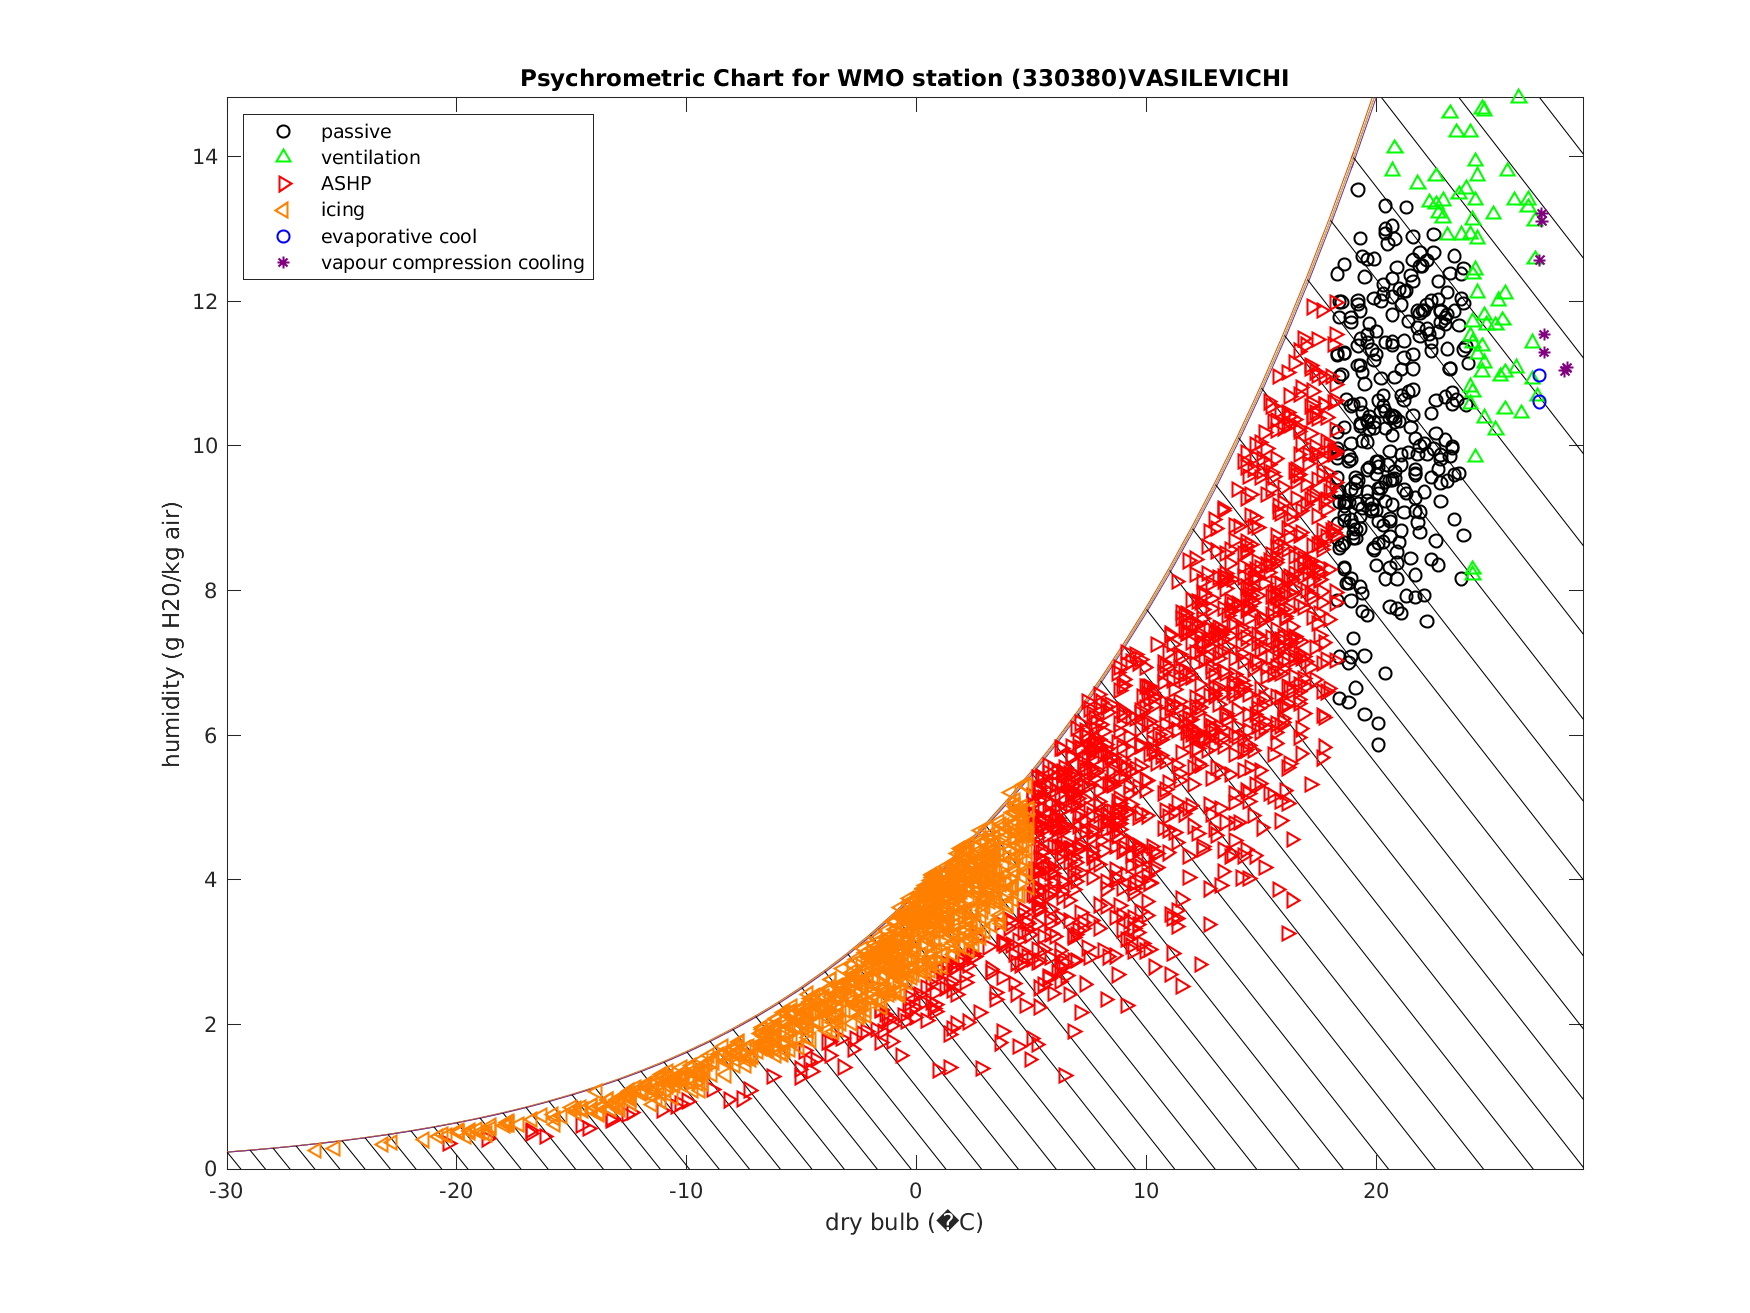 Psychrometric Chart for WMO station (330380)VASILEVICHI
passive
ventilation
ASHP
icing
evaporative cool
vapour compression cooling
14
12
10
8
6
4
2
0
humidity (g H20/kg air)
-30 -20 -10 0 10 20
dry bulb (�C)